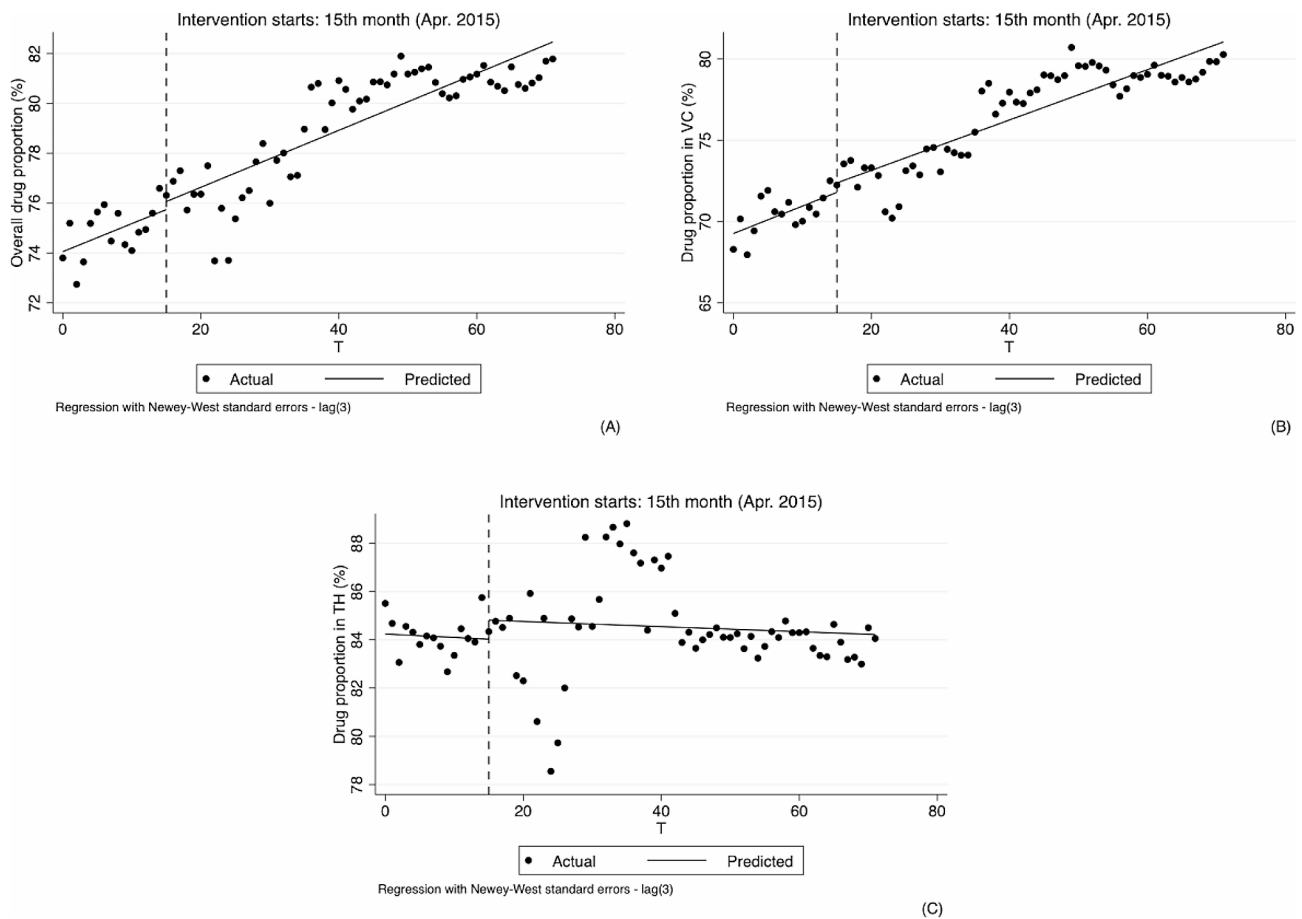 Intervention starts: 15th month (Apr. 2015)
Overall drug proportion (%)
82
80
78
76
74
72
0 20 40 60 80
T
Actual Predicted
Regression with Newey-West standard errors - lag(3)
(A)
Intervention starts: 15th month (Apr. 2015)
Drug proportion in VC (%)
80
75
70
65
0 20 40 60 80
T
Actual Predicted
Regression with Newey-West standard errors - lag(3)
(B)
Intervention starts: 15th month (Apr. 2015)
Drug proportion in TH (%)
88
86
84
82
80
78
0 20 40 60 80
T
Actual Predicted
Regression with Newey-West standard errors - lag(3)
(C)